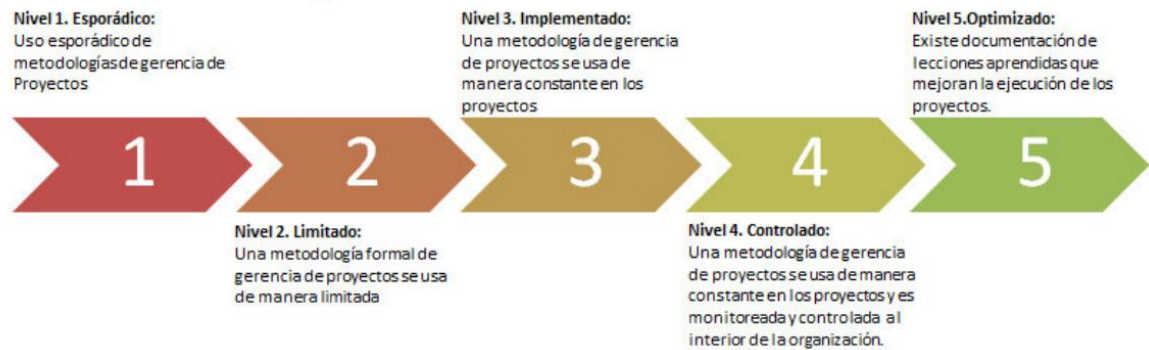 Nivel 1. Esporádico:
Uso esporádico de
metodologías de gerencia de
Proyectos
Nivel 3. Implementado:
Una metodología de gerencia
de proyectos se usa de
manera constante en los
proyectos
Nivel 5.Optimizado:
Existe documentación de
lecciones aprendidas que
mejoran la ejecución de los
proyectos.
1
2
3
4
5
Nivel 2. Limitado:
Una metodología formal de
gerencia de proyectos se usa
de manera limitada
Nivel 4. Controlado:
Una metodología de gerencia
de proyectos se usa de manera
constante en los proyectos y es
monitoreada y controlada al
interior de la organización.